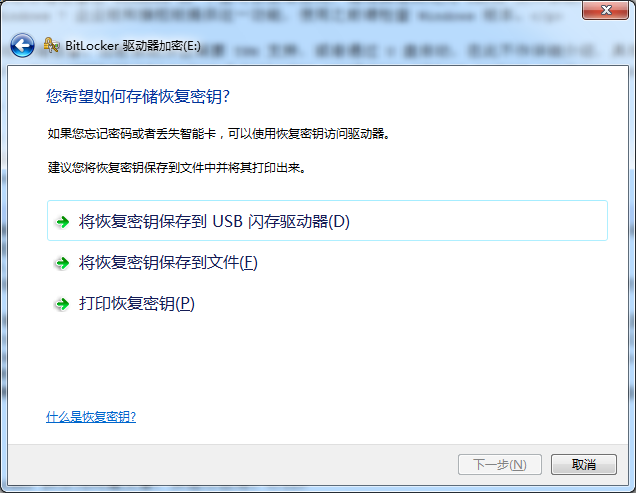 BitLocker 驱动器加密(E:)
您希望如何存储恢复密钥?
如果您忘记密码或者丢失智能卡，可以使用恢复密钥访问驱动器。
建议您将恢复密钥保存到文件中并将其打印出来。
将恢复密钥保存到 USB 闪存驱动器(D)
将恢复密钥保存到文件(F)
打印恢复密钥(P)
什么是恢复密钥?
下一步(N)
取消